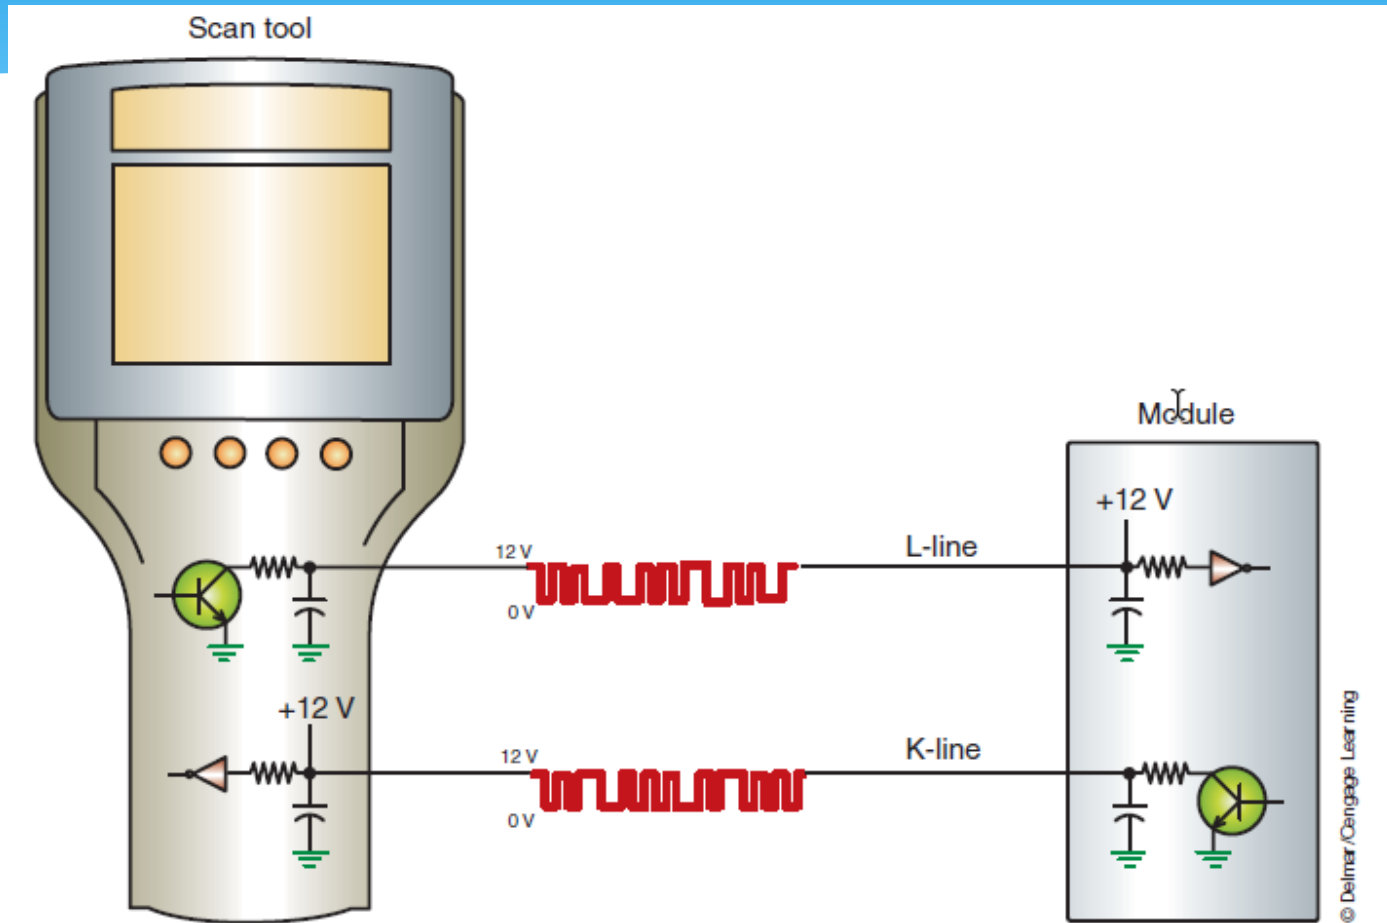 Scan tool
Module
+12 V
12 V
L-line
0 V
+12 V
12 V
K-line
0 V
© Delmar/Cengage Learning